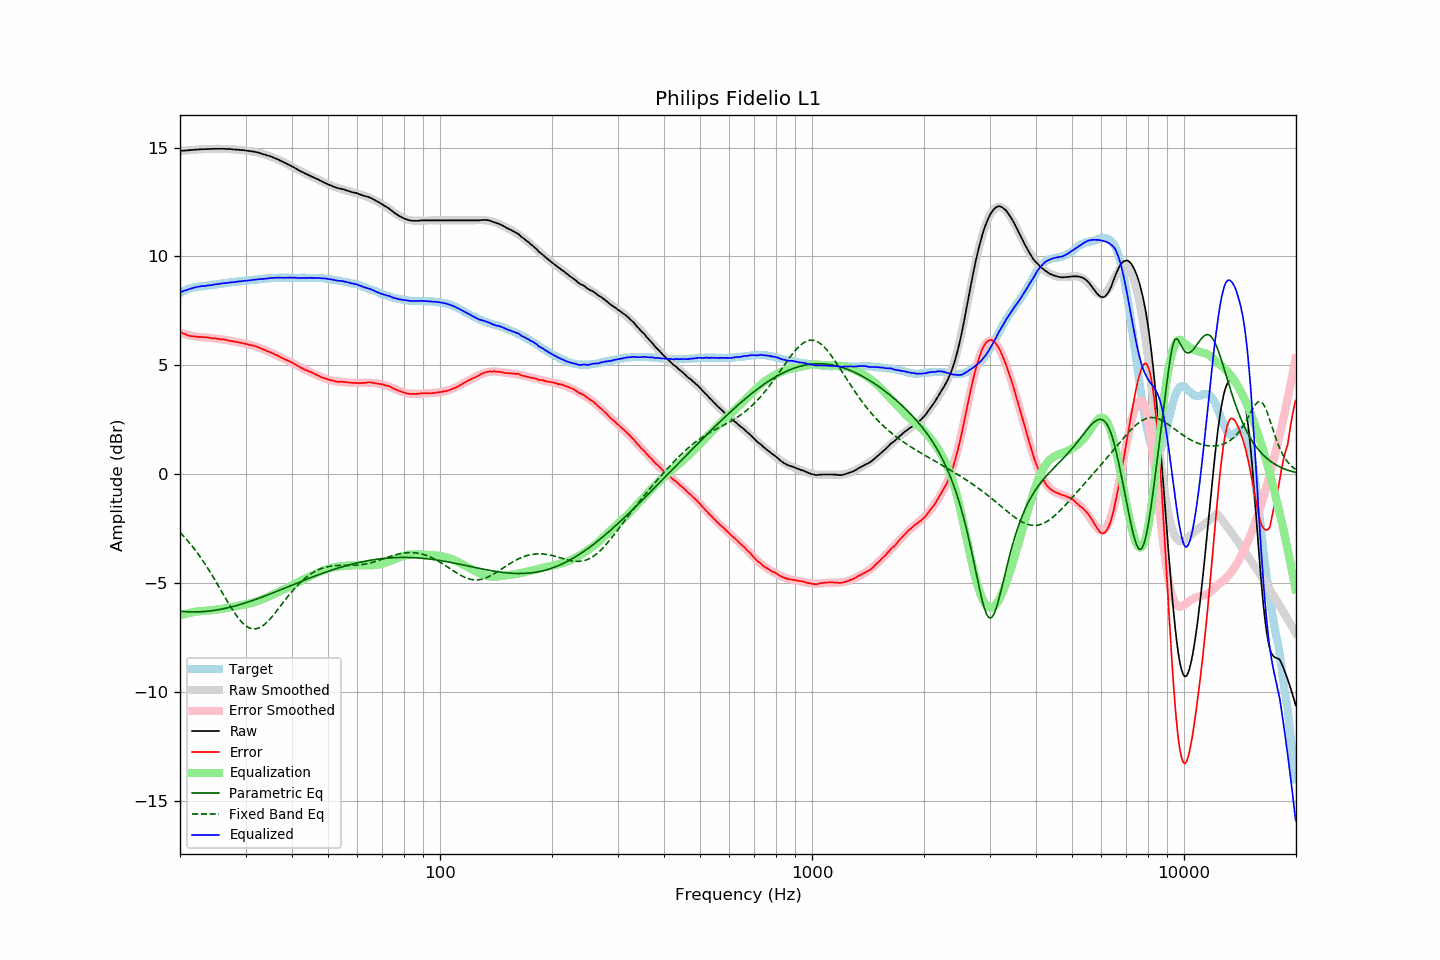 Philips Fidelio L1
Amplitude (dBr)
15
10
5
0
−5
−10
−15
Target
Raw Smoothed
Error Smoothed
Raw
Error
Equalization
Parametric Eq
Fixed Band Eq
Equalized
100
1000
10000
Frequency (Hz)